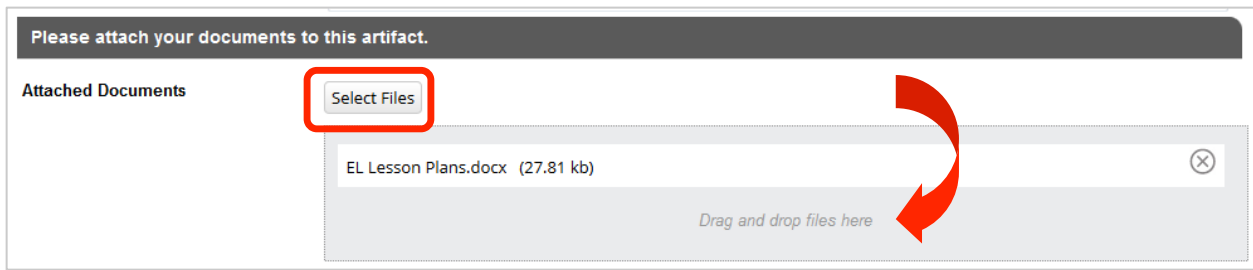 Please attach your documents to this artifact.
Attached Documents
Select Files
EL Lesson Plans.docx (27.81 kb)
Drag and drop files here